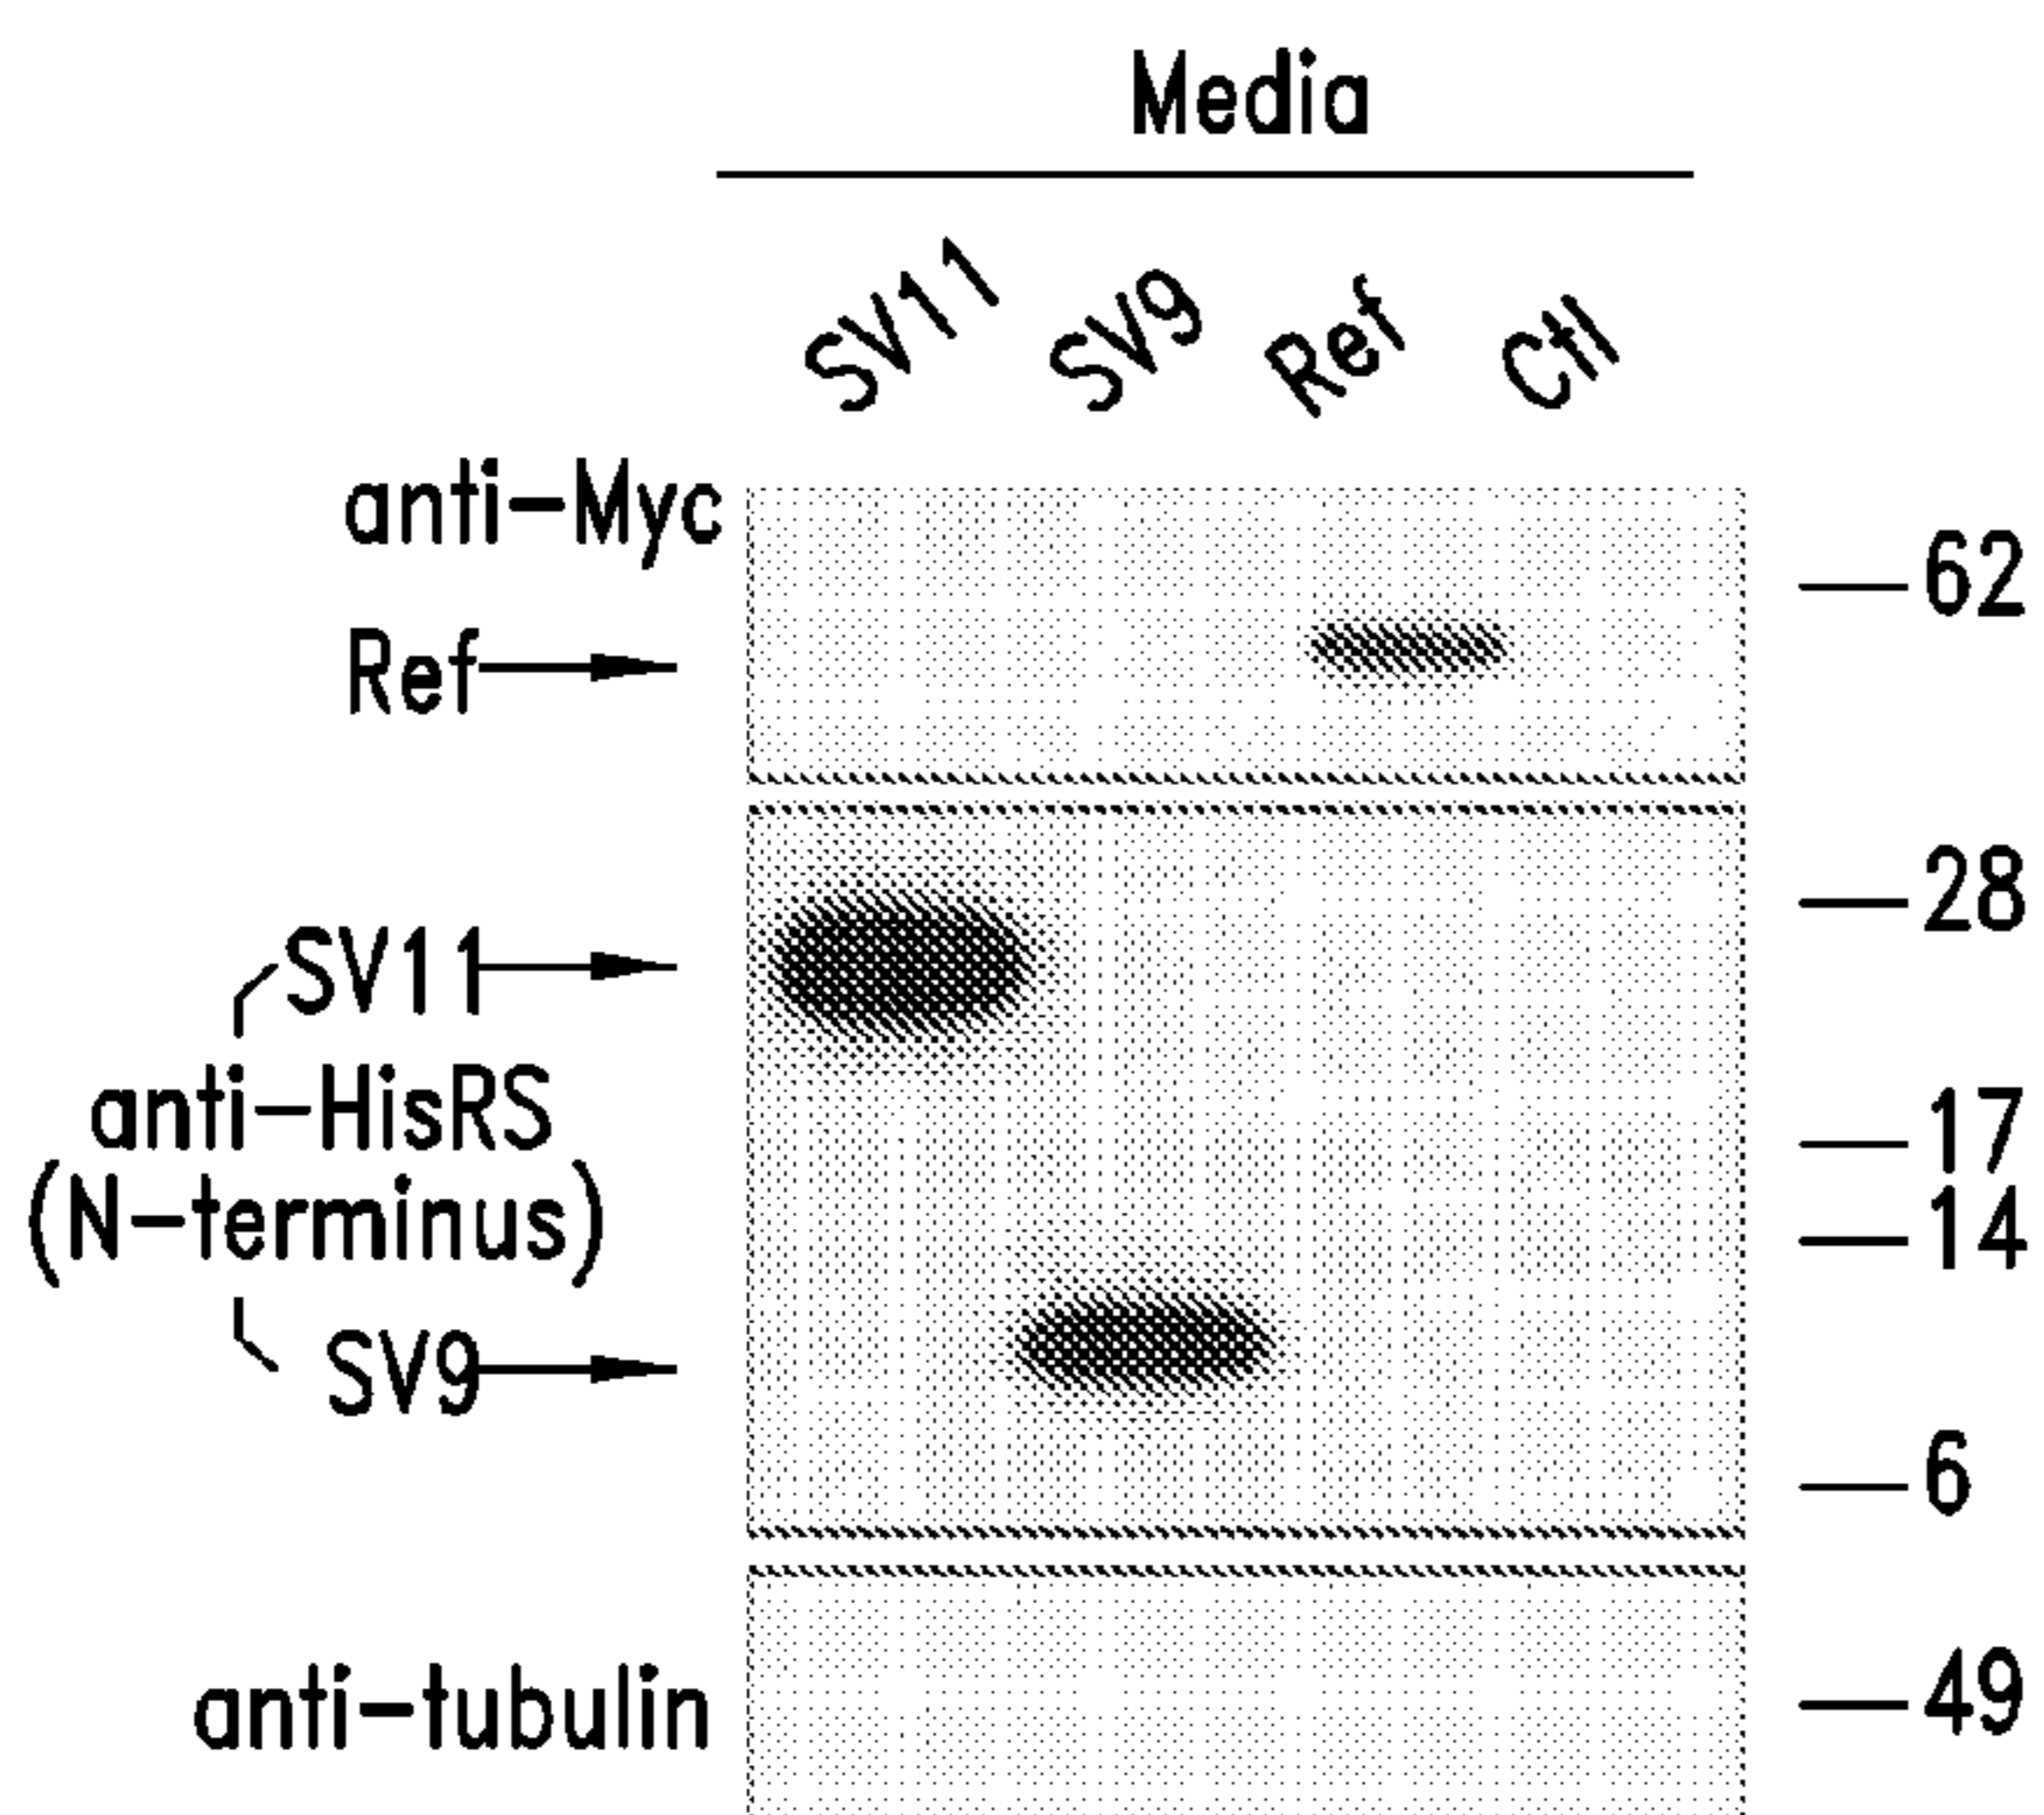 Media
SV11 SV9 Ref Ctl
anti-Myc
62
Ref
28
SV11
anti-HisRS
17
(N-terminus)
14
SV9
6
anti-tubulin
49